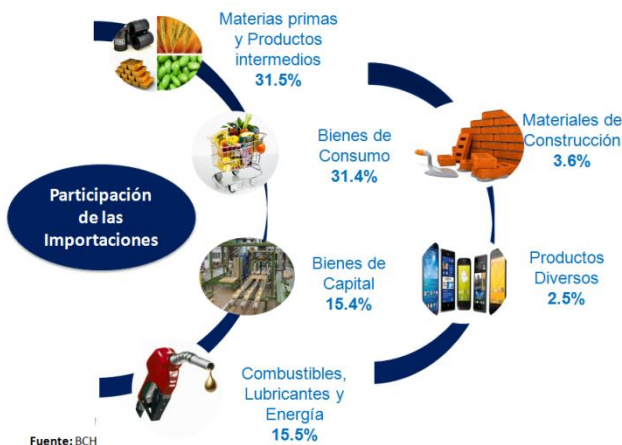 Materias primas
y Productos
intermedios
31.5%
Bienes de
Consumo
31.4%
Materiales de
Construcción
3.6%
Participación
de las
Importaciones
Bienes de
Capital
15.4%
Productos
Diversos
2.5%
Combustibles,
Lubricantes y
Energía
15.5%
Fuente: BCH